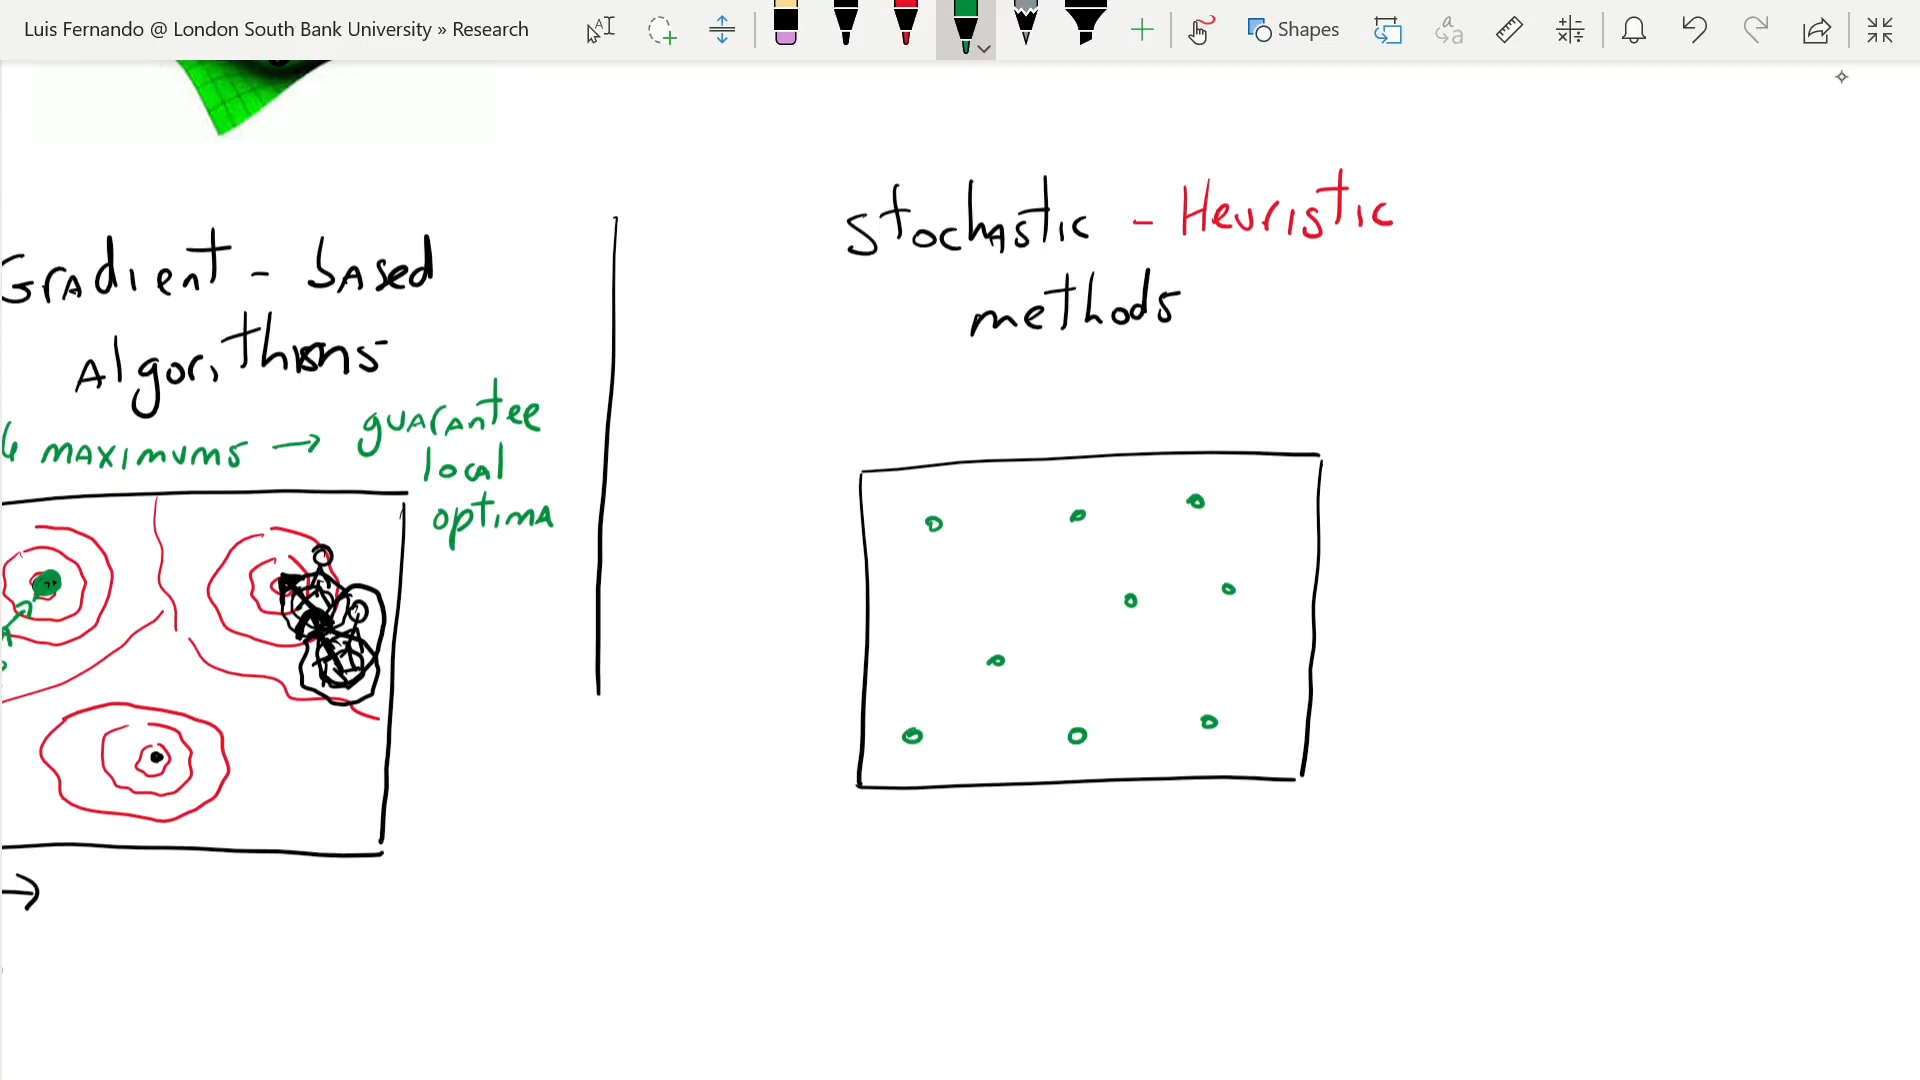 Luis Fernando @ London South Bank University » Research
Shapes
Gradient - based
Algorithms
maximums → guarantee
local
optima
Stochastic - Heuristic
methods